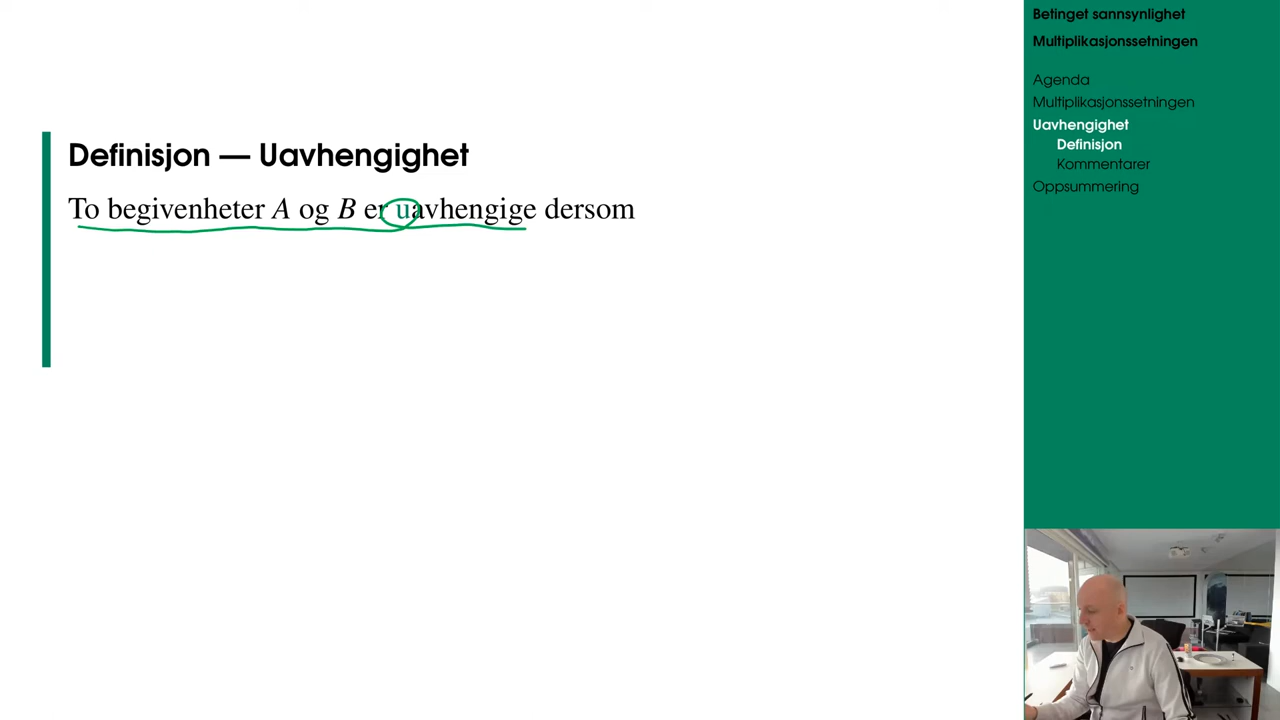 Definisjon — Uavhengighet
To begivenheter A og B er uavhengige dersom
Betinget sannsynlighet
Multiplikasjonssetningen
Agenda
Multiplikasjonssetningen
Uavhengighet
Definisjon
Kommentarer
Oppsummering